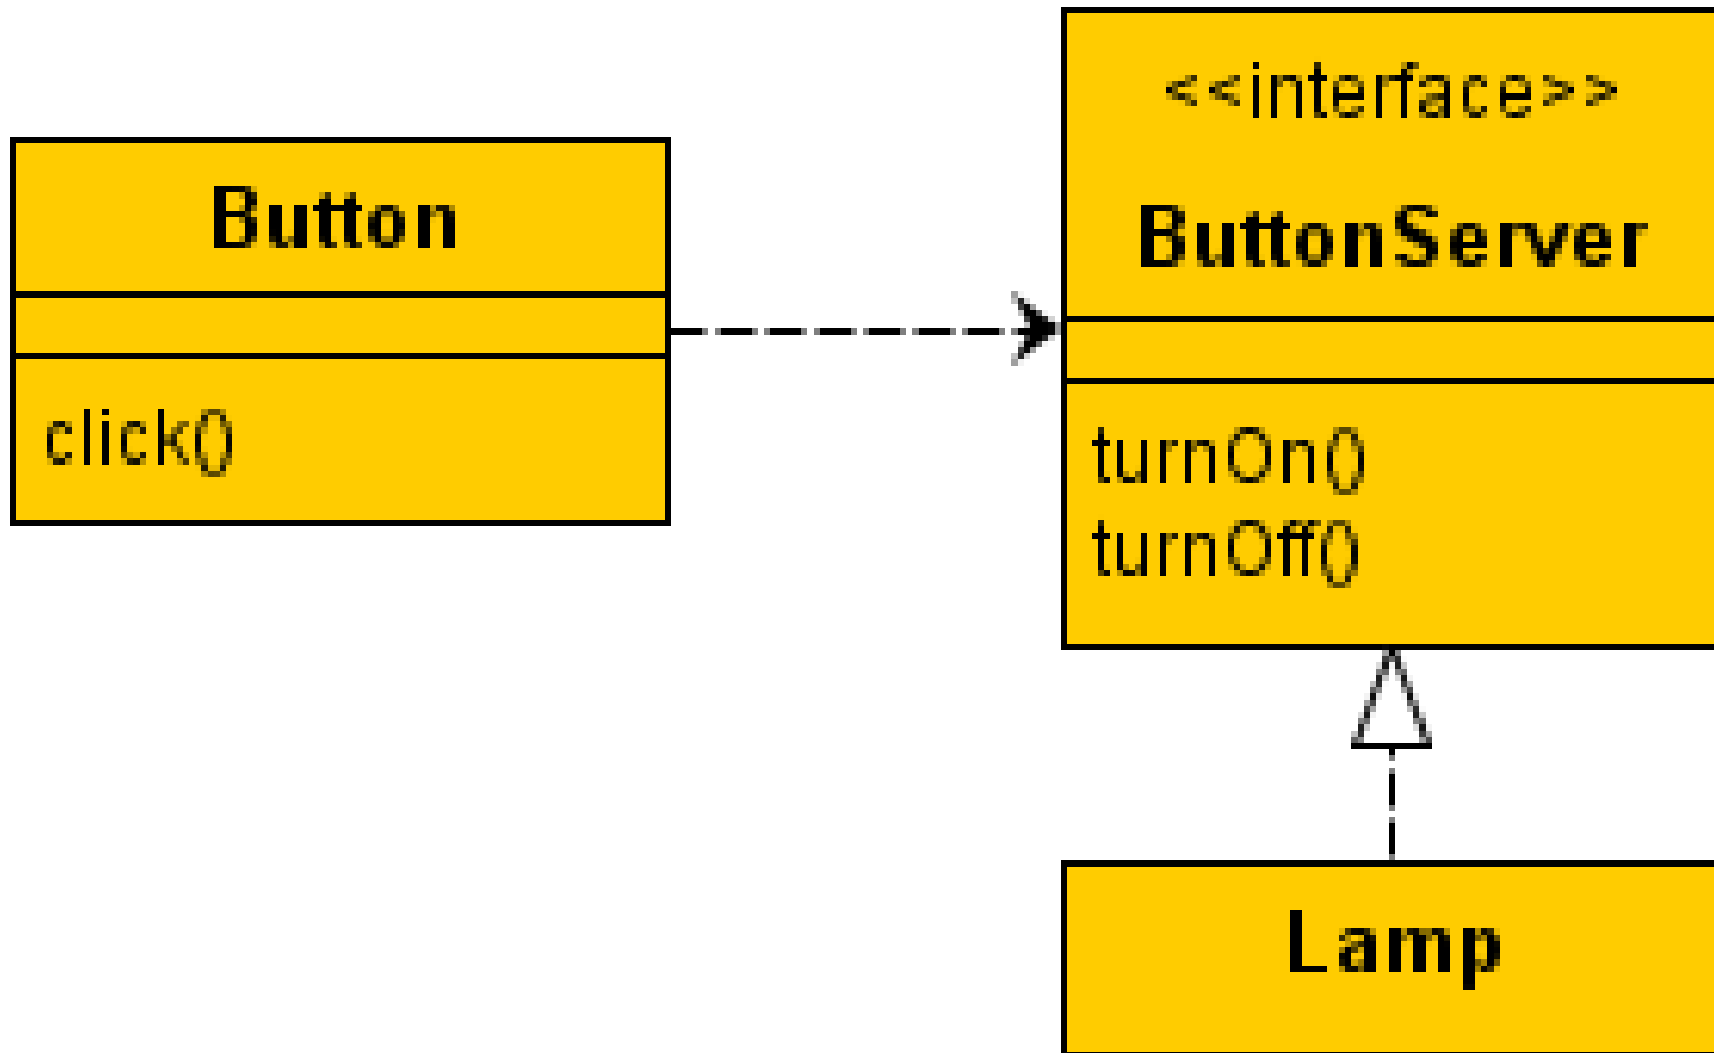 Button
click()
<<interface>>
ButtonServer
turnOn()
turnOff()
Lamp